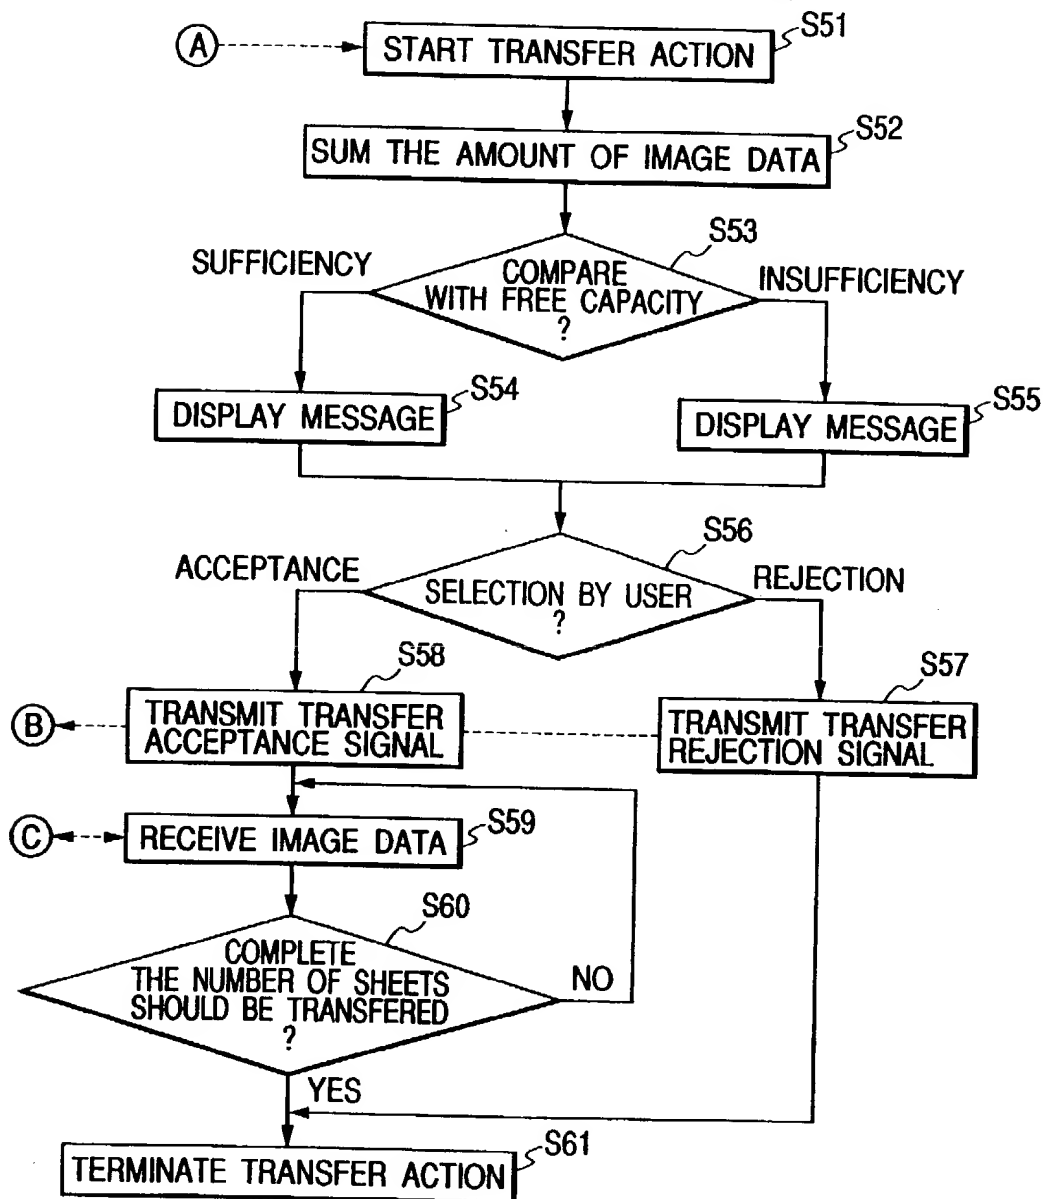 S51
A
START TRANSFER ACTION
S52
SUM THE AMOUNT OF IMAGE DATA
S53
SUFFICIENCY
COMPARE
WITH FREE CAPACITY
?
INSUFFICIENCY
S54
DISPLAY MESSAGE
S55
DISPLAY MESSAGE
S56
ACCEPTANCE
SELECTION BY USER
?
REJECTION
S58
S57
B
TRANSMIT TRANSFER
ACCEPTANCE SIGNAL
TRANSMIT TRANSFER
REJECTION SIGNAL
C
RECEIVE IMAGE DATA
S59
S60
COMPLETE
THE NUMBER OF SHEETS
SHOULD BE TRANSFERED
?
NO
YES
S61
TERMINATE TRANSFER ACTION